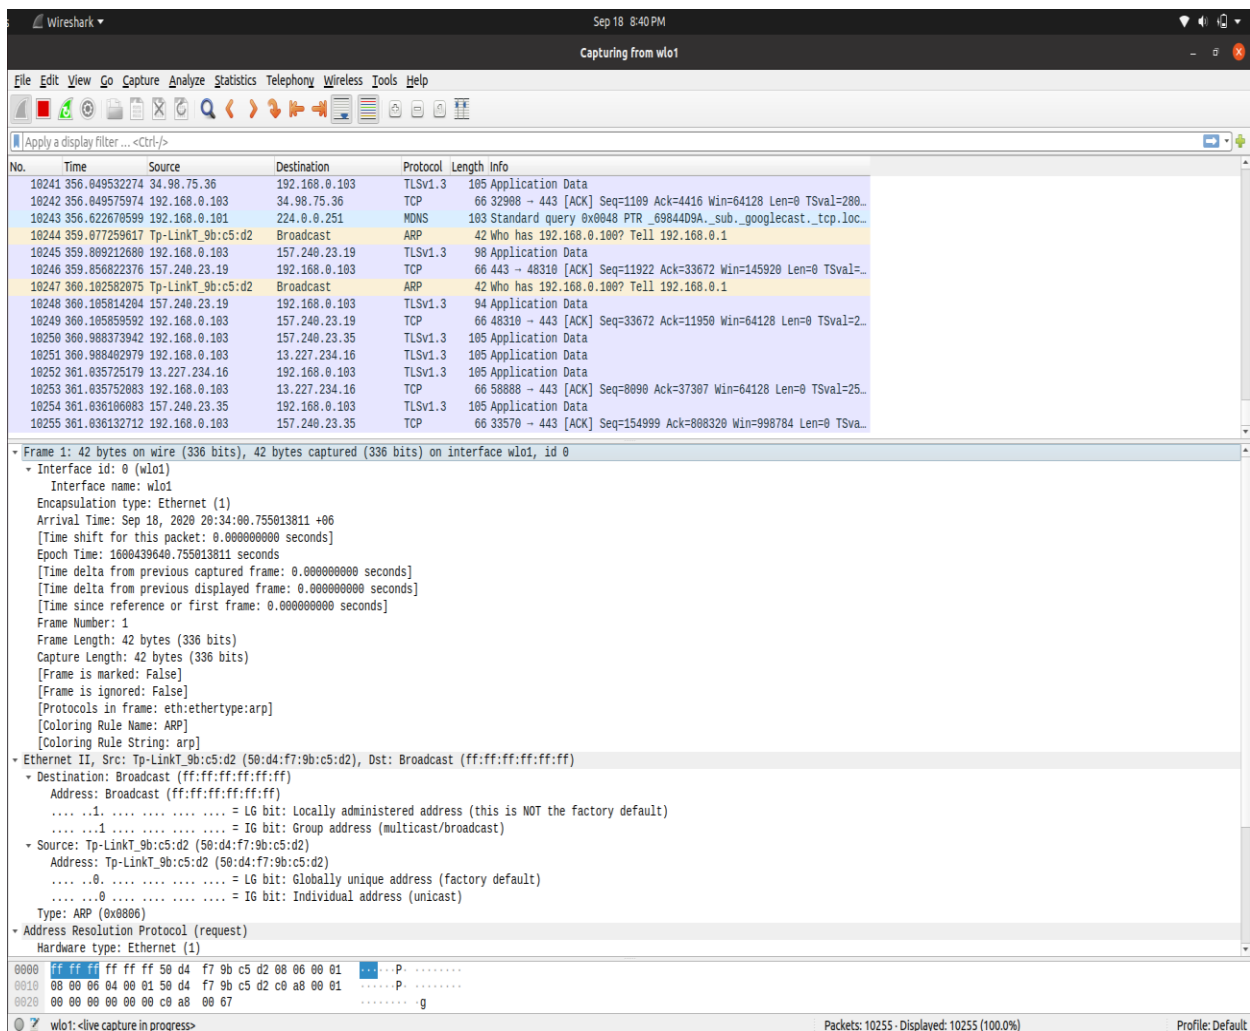 s Wireshark Sep 18 8:40 PM
Capturing from wlo1
File Edit View Go Capture Analyze Statistics Telephony Wireless Tools Help
Apply a display filter ... <Ctrl-/>
No. Time Source Destination Protocol Length Info
10241 356.049532274 34.98.75.36 192.168.0.103 TLSv1.3 105 Application Data
10242 356.049575974 192.168.0.103 34.98.75.36 TCP 66 32908 → 443 [ACK] Seq=1109 Ack=4416 Win=64128 Len=0 TSval=280…
10243 356.622670599 192.168.0.101 224.0.0.251 MDNS 103 Standard query 0x0048 PTR _69844D9A._sub._googlecast._tcp.loc…
10244 359.077259617 Tp-LinkT_9b:c5:d2 Broadcast ARP 42 Who has 192.168.0.100? Tell 192.168.0.1
10245 359.809212680 192.168.0.103 157.240.23.19 TLSv1.3 98 Application Data
10246 359.856822376 157.240.23.19 192.168.0.103 TCP 66 443 → 48310 [ACK] Seq=11922 Ack=33672 Win=145920 Len=0 TSval=…
10247 360.102582075 Tp-LinkT_9b:c5:d2 Broadcast ARP 42 Who has 192.168.0.100? Tell 192.168.0.1
10248 360.105814204 157.240.23.19 192.168.0.103 TLSv1.3 94 Application Data
10249 360.105859592 192.168.0.103 157.240.23.19 TCP 66 48310 → 443 [ACK] Seq=33672 Ack=11950 Win=64128 Len=0 TSval=2…
10250 360.988373942 192.168.0.103 157.240.23.35 TLSv1.3 105 Application Data
10251 360.988402979 192.168.0.103 13.227.234.16 TLSv1.3 105 Application Data
10252 361.035725179 13.227.234.16 192.168.0.103 TLSv1.3 105 Application Data
10253 361.035752083 192.168.0.103 13.227.234.16 TCP 66 58888 → 443 [ACK] Seq=8090 Ack=37307 Win=64128 Len=0 TSval=25…
10254 361.036106083 157.240.23.35 192.168.0.103 TLSv1.3 105 Application Data
10255 361.036132712 192.168.0.103 157.240.23.35 TCP 66 33570 → 443 [ACK] Seq=154999 Ack=808320 Win=998784 Len=0 TSva…
Frame 1: 42 bytes on wire (336 bits), 42 bytes captured (336 bits) on interface wlo1, id 0
Interface id: 0 (wlo1)
Interface name: wlo1
Encapsulation type: Ethernet (1)
Arrival Time: Sep 18, 2020 20:34:00.755013811 +06
[Time shift for this packet: 0.000000000 seconds]
Epoch Time: 1600439640.755013811 seconds
[Time delta from previous captured frame: 0.000000000 seconds]
[Time delta from previous displayed frame: 0.000000000 seconds]
[Time since reference or first frame: 0.000000000 seconds]
Frame Number: 1
Frame Length: 42 bytes (336 bits)
Capture Length: 42 bytes (336 bits)
[Frame is marked: False]
[Frame is ignored: False]
[Protocols in frame: eth:ethertype:arp]
[Coloring Rule Name: ARP]
[Coloring Rule String: arp]
Ethernet II, Src: Tp-LinkT_9b:c5:d2 (50:d4:f7:9b:c5:d2), Dst: Broadcast (ff:ff:ff:ff:ff:ff)
Destination: Broadcast (ff:ff:ff:ff:ff:ff)
Address: Broadcast (ff:ff:ff:ff:ff:ff)
.... ..1. .... .... .... .... = LG bit: Locally administered address (this is NOT the factory default)
.... ...1 .... .... .... .... = IG bit: Group address (multicast/broadcast)
Source: Tp-LinkT_9b:c5:d2 (50:d4:f7:9b:c5:d2)
Address: Tp-LinkT_9b:c5:d2 (50:d4:f7:9b:c5:d2)
.... ..0. .... .... .... .... = LG bit: Globally unique address (factory default)
.... ...0 .... .... .... .... = IG bit: Individual address (unicast)
Type: ARP (0x0806)
Address Resolution Protocol (request)
Hardware type: Ethernet (1)
0000 ff ff ff ff ff ff 50 d4 f7 9b c5 d2 08 06 00 01 ······P· ········
0010 08 00 06 04 00 01 50 d4 f7 9b c5 d2 c0 a8 00 01 ······P· ········
0020 00 00 00 00 00 00 c0 a8 00 67 ········ ·g
wlo1: <live capture in progress> Packets: 10255 · Displayed: 10255 (100.0%) Profile: Default